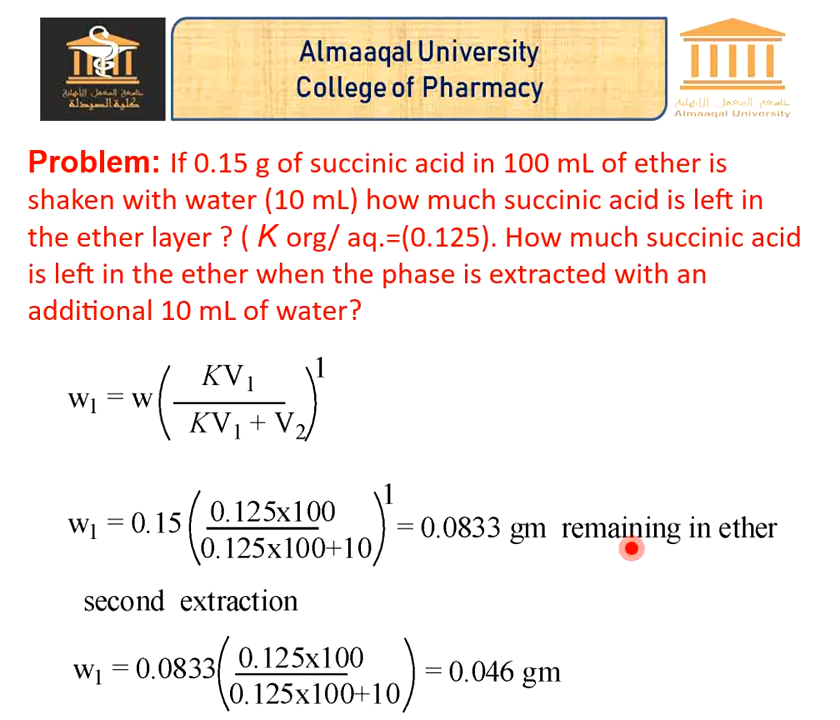 Almaaqal University
College of Pharmacy
جامعة المعقل الأهلية
كلية الصيدلة
جامعة المعقل الأهلية
Almaaqal University
Problem: If 0.15 g of succinic acid in 100 mL of ether is
shaken with water (10 mL) how much succinic acid is left in
the ether layer ? ( K org/ aq.=(0.125). How much succinic acid
is left in the ether when the phase is extracted with an
additional 10 mL of water?
w₁ = w(KV₁ / KV₁ + V₂)¹
w₁ = 0.15(0.125x100 / 0.125x100+10)¹ = 0.0833 gm remaining in ether
second extraction
w₁ = 0.0833(0.125x100 / 0.125x100+10) = 0.046 gm